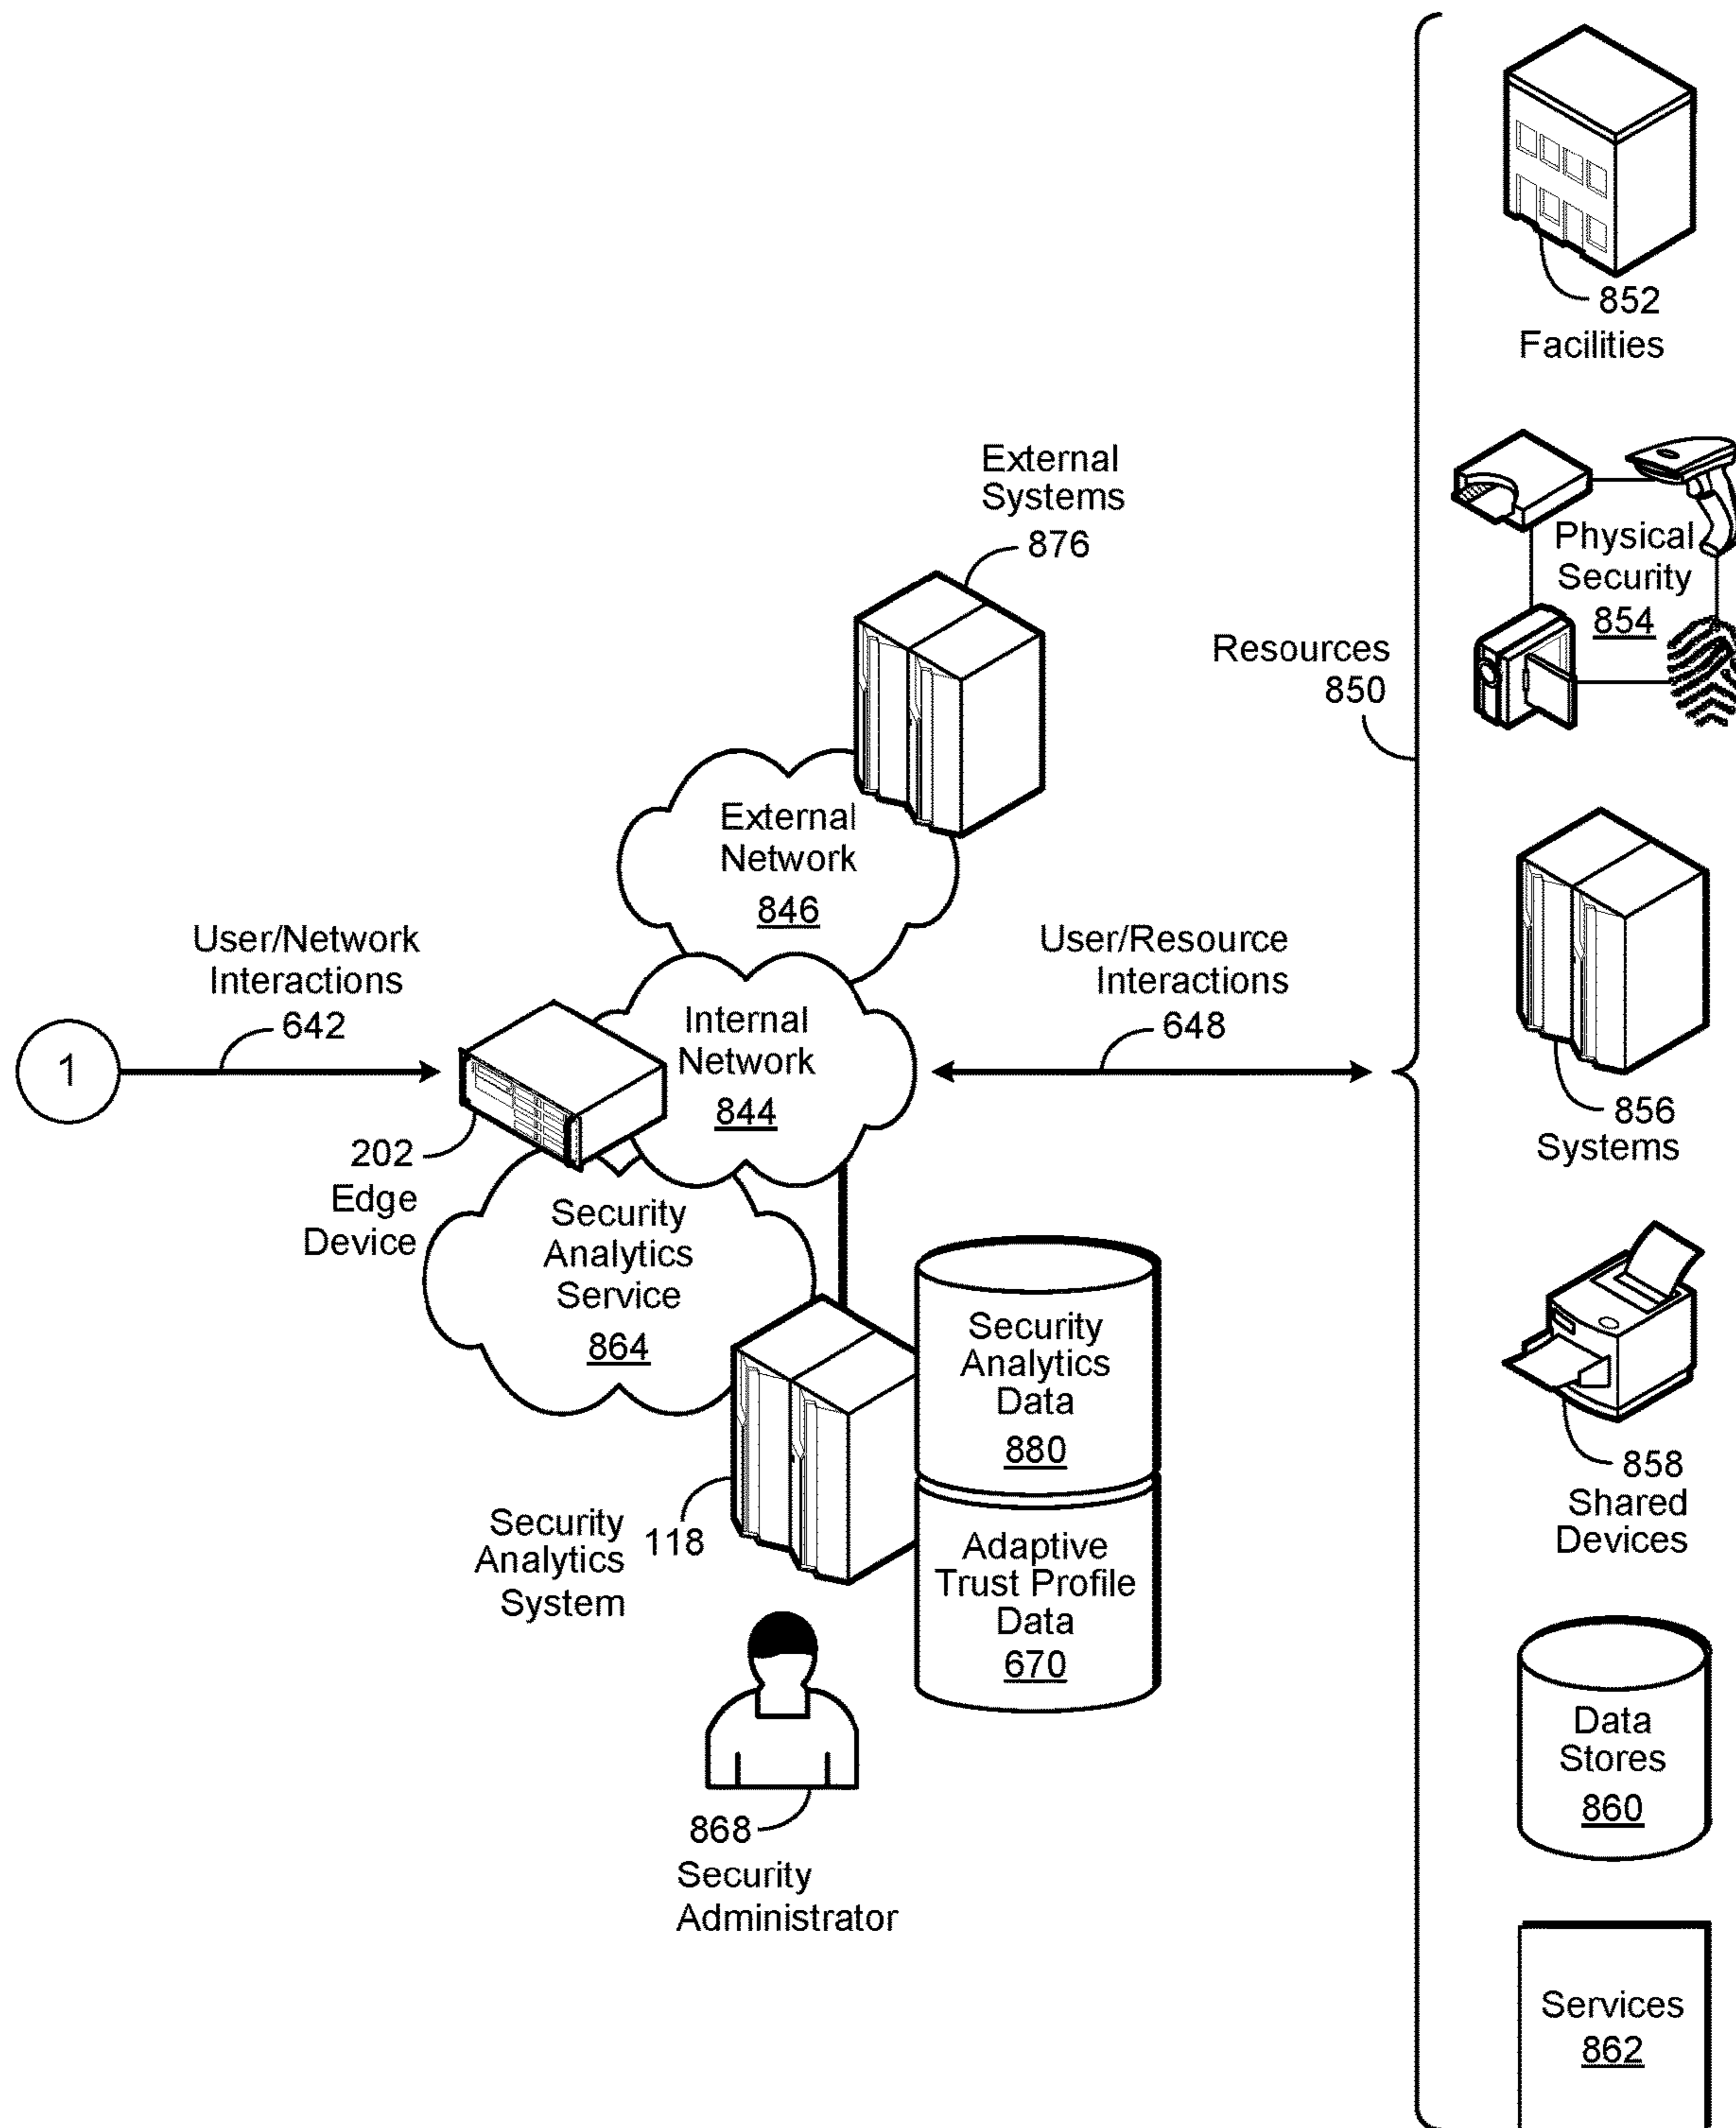 852
Facilities
External
Systems
876
Physical
Security
854
Resources
850
External
Network
846
User/Network
Interactions
642
User/Resource
Interactions
648
1
Internal
Network
844
202
Edge
Device
856
Systems
Security
Analytics
Service
864
Security
Analytics
Data
880
858
Shared
Devices
Security
Analytics
System
118
Adaptive
Trust Profile
Data
670
Data
Stores
860
868
Security
Administrator
Services
862